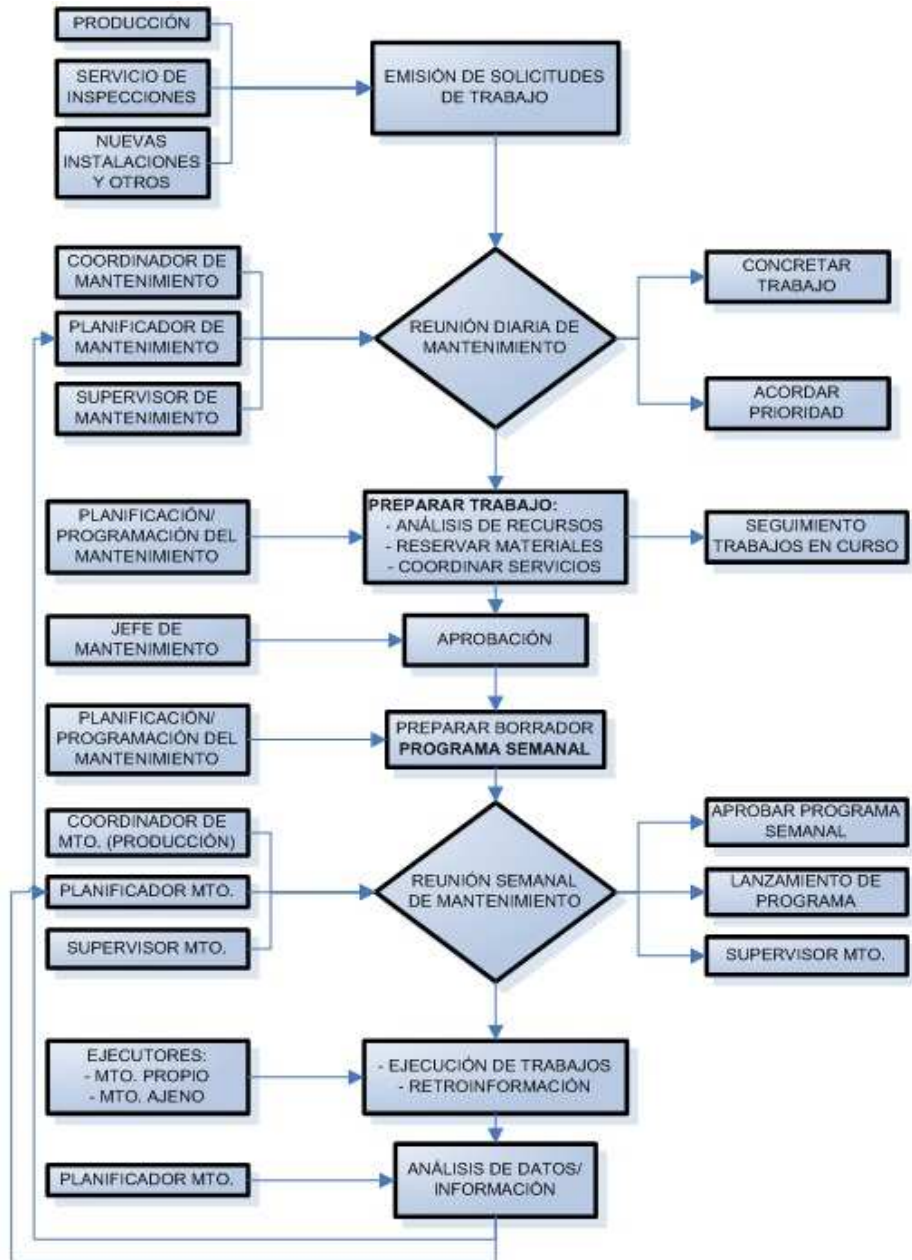 PRODUCCIÓN
SERVICIO DE
INSPECCIONES
NUEVAS
INSTALACIONES
Y OTROS
EMISIÓN DE SOLICITUDES
DE TRABAJO
COORDINADOR DE
MANTENIMIENTO
PLANIFICADOR DE
MANTENIMIENTO
SUPERVISOR DE
MANTENIMIENTO
REUNIÓN DIARIA DE
MANTENIMIENTO
CONCRETAR
TRABAJO
ACORDAR
PRIORIDAD
PLANIFICACIÓN/
PROGRAMACIÓN DEL
MANTENIMIENTO
PREPARAR TRABAJO:
- ANÁLISIS DE RECURSOS
- RESERVAR MATERIALES
- COORDINAR SERVICIOS
SEGUIMIENTO
TRABAJOS EN CURSO
JEFE DE
MANTENIMIENTO
APROBACIÓN
PLANIFICACIÓN/
PROGRAMACIÓN DEL
MANTENIMIENTO
PREPARAR BORRADOR
PROGRAMA SEMANAL
COORDINADOR DE
MTO. (PRODUCCIÓN)
PLANIFICADOR MTO.
SUPERVISOR MTO.
REUNIÓN SEMANAL
DE MANTENIMIENTO
APROBAR PROGRAMA
SEMANAL
LANZAMIENTO DE
PROGRAMA
SUPERVISOR MTO.
EJECUTORES:
- MTO. PROPIO
- MTO. AJENO
- EJECUCIÓN DE TRABAJOS
- RETROINFORMACIÓN
PLANIFICADOR MTO.
ANÁLISIS DE DATOS/
INFORMACIÓN